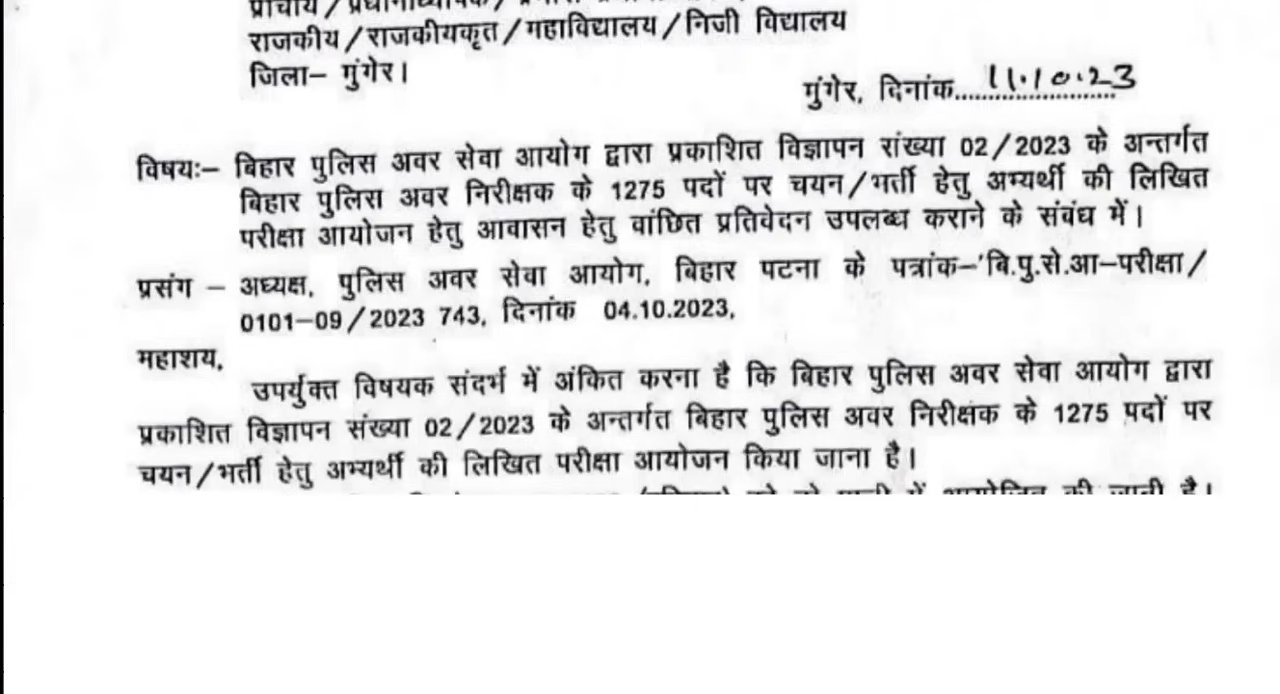 प्राचार्य/प्रधानाध्यापक/
राजकीय/राजकीयकृत/महाविद्यालय/निजी विद्यालय
जिला– मुंगेर।
मुंगेर, दिनांक......................... 11.10.23
विषयः– बिहार पुलिस अवर सेवा आयोग द्वारा प्रकाशित विज्ञापन संख्या 02/2023 के अन्तर्गत
बिहार पुलिस अवर निरीक्षक के 1275 पदों पर चयन/भर्ती हेतु अभ्यर्थी की लिखित
परीक्षा आयोजन हेतु आवासन हेतु वांछित प्रतिवेदन उपलब्ध कराने के संबंध में।
प्रसंग – अध्यक्ष, पुलिस अवर सेवा आयोग, बिहार पटना के पत्रांक–'बि.पु.से.आ–परीक्षा/
0101–09/2023 743, दिनांक 04.10.2023,
महाशय,
उपर्युक्त विषयक संदर्भ में अंकित करना है कि बिहार पुलिस अवर सेवा आयोग द्वारा
प्रकाशित विज्ञापन संख्या 02/2023 के अन्तर्गत बिहार पुलिस अवर निरीक्षक के 1275 पदों पर
चयन/भर्ती हेतु अभ्यर्थी की लिखित परीक्षा आयोजन किया जाना है।
में आयोजित की जाती है।